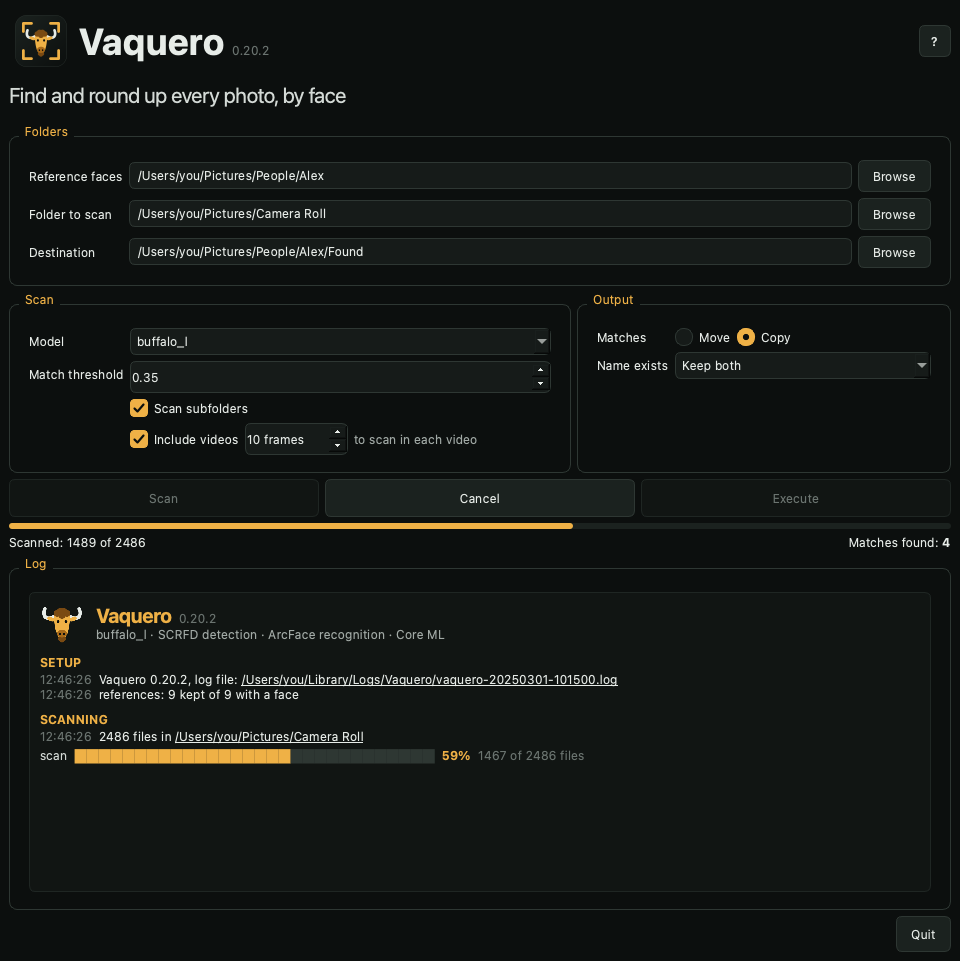 Vaquero 0.20.2
?
Find and round up every photo, by face
Folders
Reference faces /Users/you/Pictures/People/Alex Browse
Folder to scan /Users/you/Pictures/Camera Roll Browse
Destination /Users/you/Pictures/People/Alex/Found Browse
Scan
Model buffalo_l
Match threshold 0.35
Scan subfolders
Include videos 10 frames to scan in each video
Output
Matches Move Copy
Name exists Keep both
Scan Cancel Execute
Scanned: 1489 of 2486 Matches found: 4
Log
Vaquero 0.20.2
buffalo_l · SCRFD detection · ArcFace recognition · Core ML
SETUP
12:46:26 Vaquero 0.20.2, log file: /Users/you/Library/Logs/Vaquero/vaquero-20250301-101500.log
12:46:26 references: 9 kept of 9 with a face
SCANNING
12:46:26 2486 files in /Users/you/Pictures/Camera Roll
scan 59% 1467 of 2486 files
Quit